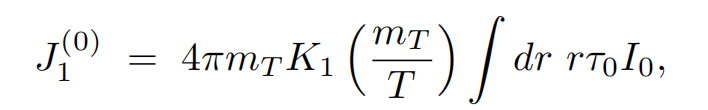 J_1^{(0)} = 4\pi m_T K_1 \left( \frac{m_T}{T} \right) \int dr \, r \tau_0 I_0,